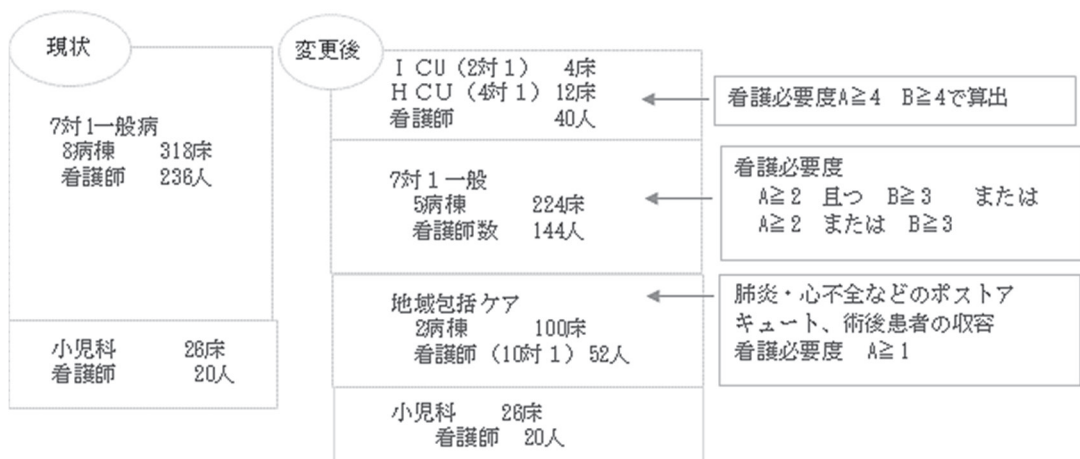 現状
7対1一般病
8病棟 318床
看護師 236人
小児科 26床
看護師 20人
変更後
ICU(2対1) 4床
HCU(4対1) 12床
看護師 40人
看護必要度A≧4 B≧4で算出
7対1一般
5病棟 224床
看護師数 144人
看護必要度
A≧2 且つ B≧3 または
A≧2 または B≧3
地域包括ケア
2病棟 100床
看護師(10対1) 52人
肺炎・心不全などのポストア
キュート、術後患者の収容
看護必要度 A≧1
小児科 26床
看護師 20人